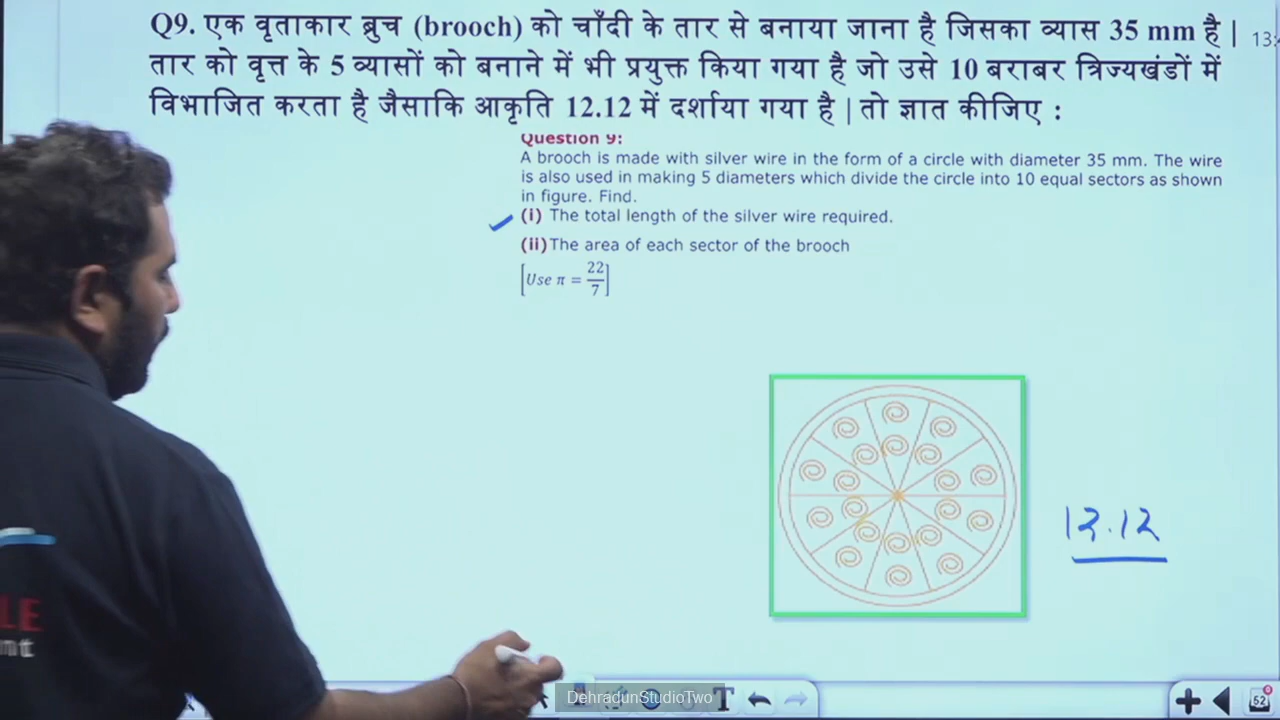 Q9. एक वृताकार ब्रुच (brooch) को चाँदी के तार से बनाया जाना है जिसका व्यास 35 mm है |
13:
तार को वृत्त के 5 व्यासों को बनाने में भी प्रयुक्त किया गया है जो उसे 10 बराबर त्रिज्यखंडों में
विभाजित करता है जैसाकि आकृति 12.12 में दर्शाया गया है | तो ज्ञात कीजिए :
Question 9:
A brooch is made with silver wire in the form of a circle with diameter 35 mm. The wire
is also used in making 5 diameters which divide the circle into 10 equal sectors as shown
in figure. Find.
(i) The total length of the silver wire required.
(ii) The area of each sector of the brooch
[Use π = 22/7]
12.12
LE
nt
DehradunStudioTwo
T
52